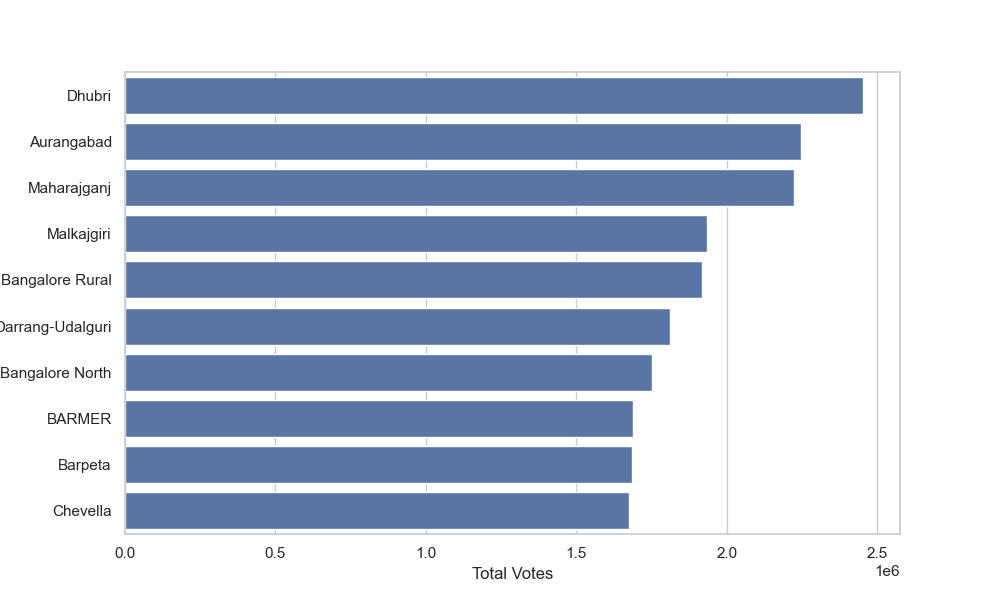 Dhubri
Aurangabad
Maharajganj
Malkajgiri
Bangalore Rural
Darrang-Udalguri
Bangalore North
BARMER
Barpeta
Chevella
0.0 0.5 1.0 1.5 2.0 2.5
1e6
Total Votes